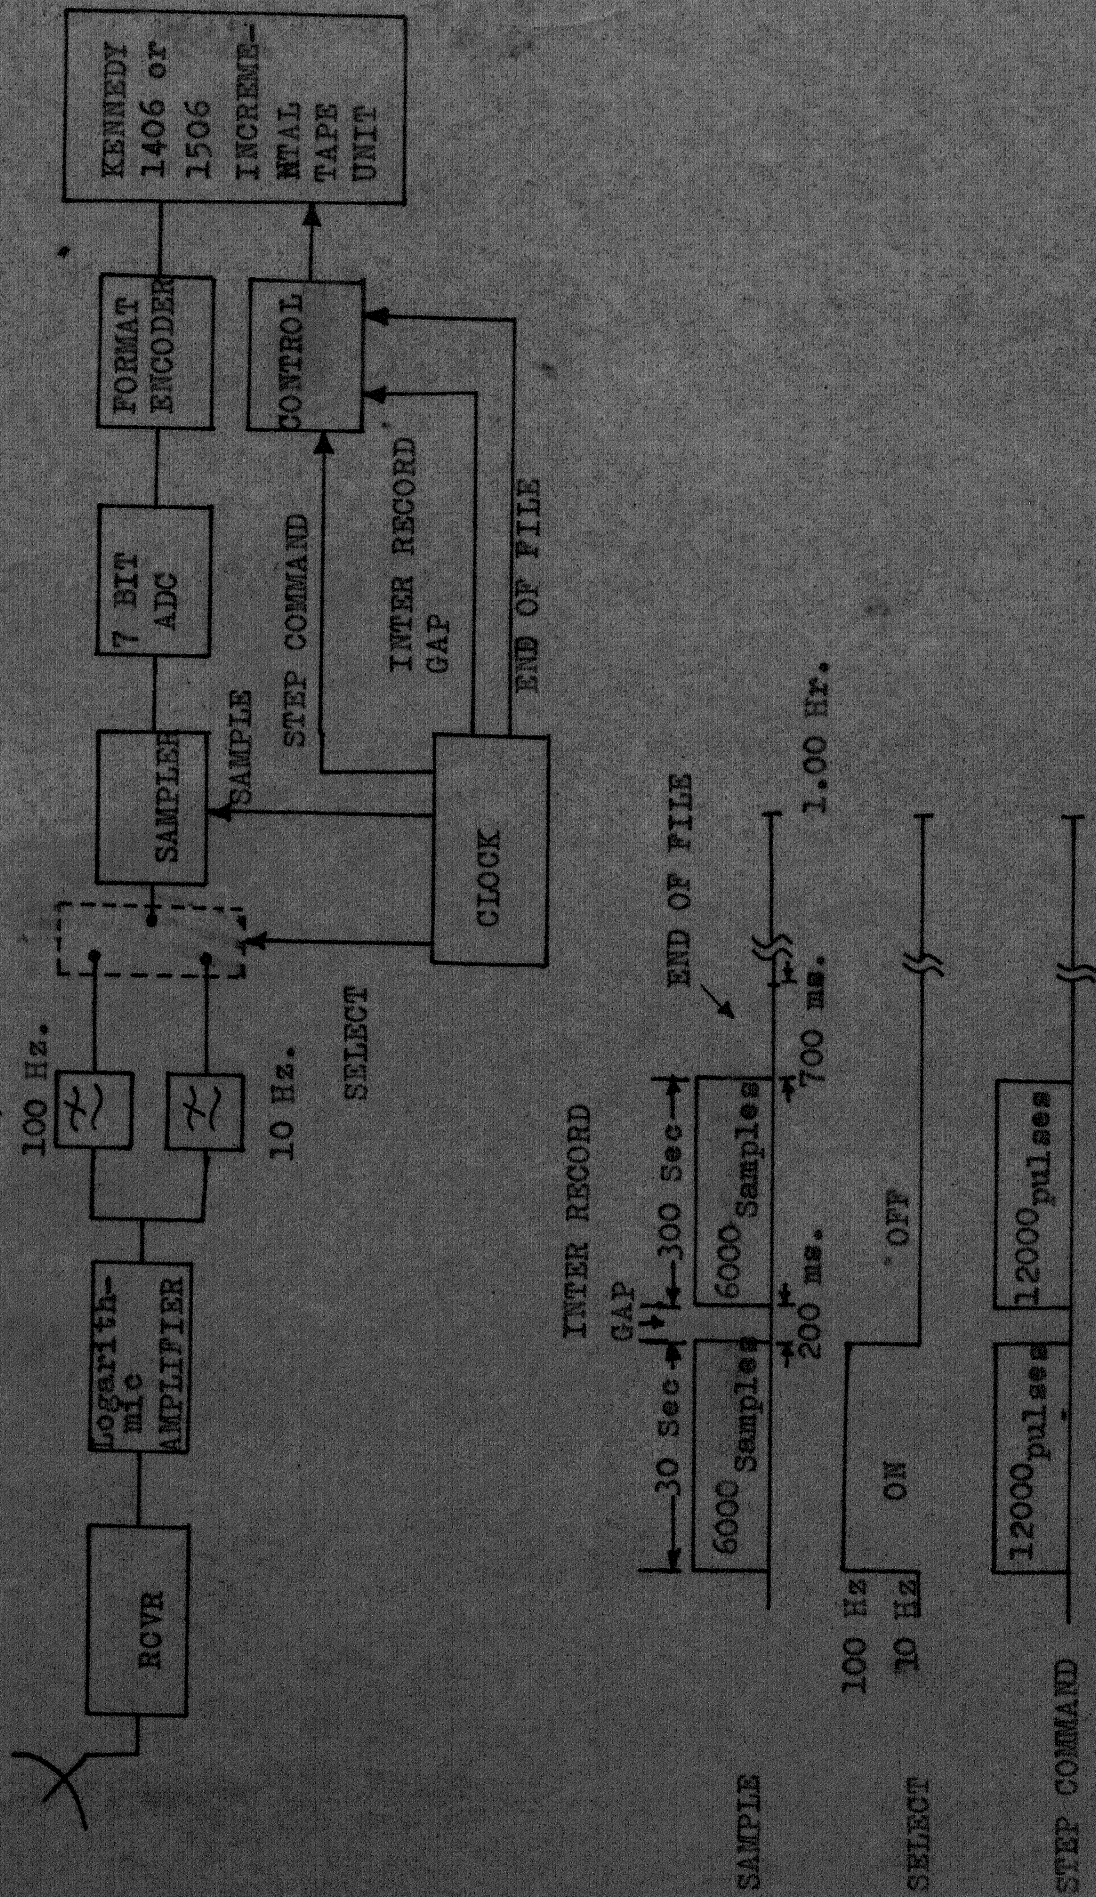 RCVR
Logarith-
mic
AMPLIFIER
100 Hz.
10 Hz.
SELECT
SAMPLER
SAMPLE
7 BIT
ADC
FORMAT
ENCODER
KENNEDY
1406 or
1506
INCREME-
NTAL
TAPE
UNIT
STEP COMMAND
CONTROL
INTER RECORD
GAP
END OF FILE
CLOCK
INTER RECORD
GAP
END OF FILE
30 Sec
300 Sec
SAMPLE
6000 Samples
6000 Samples
200 ms.
700 ms.
1.00 Hr.
SELECT
100 Hz
10 Hz
ON
OFF
STEP COMMAND
12000 pulses
12000 pulses